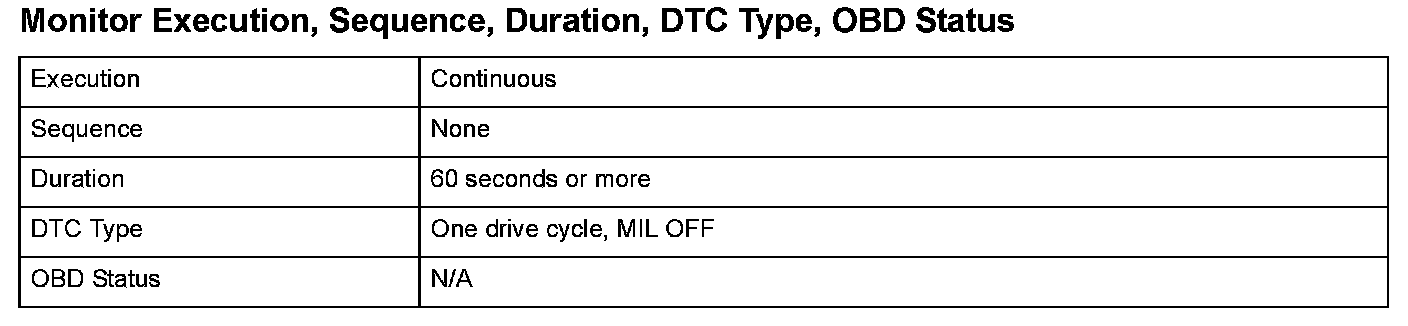 Monitor Execution, Sequence, Duration, DTC Type, OBD Status
Execution Continuous
Sequence None
Duration 60 seconds or more
DTC Type One drive cycle, MIL OFF
OBD Status N/A